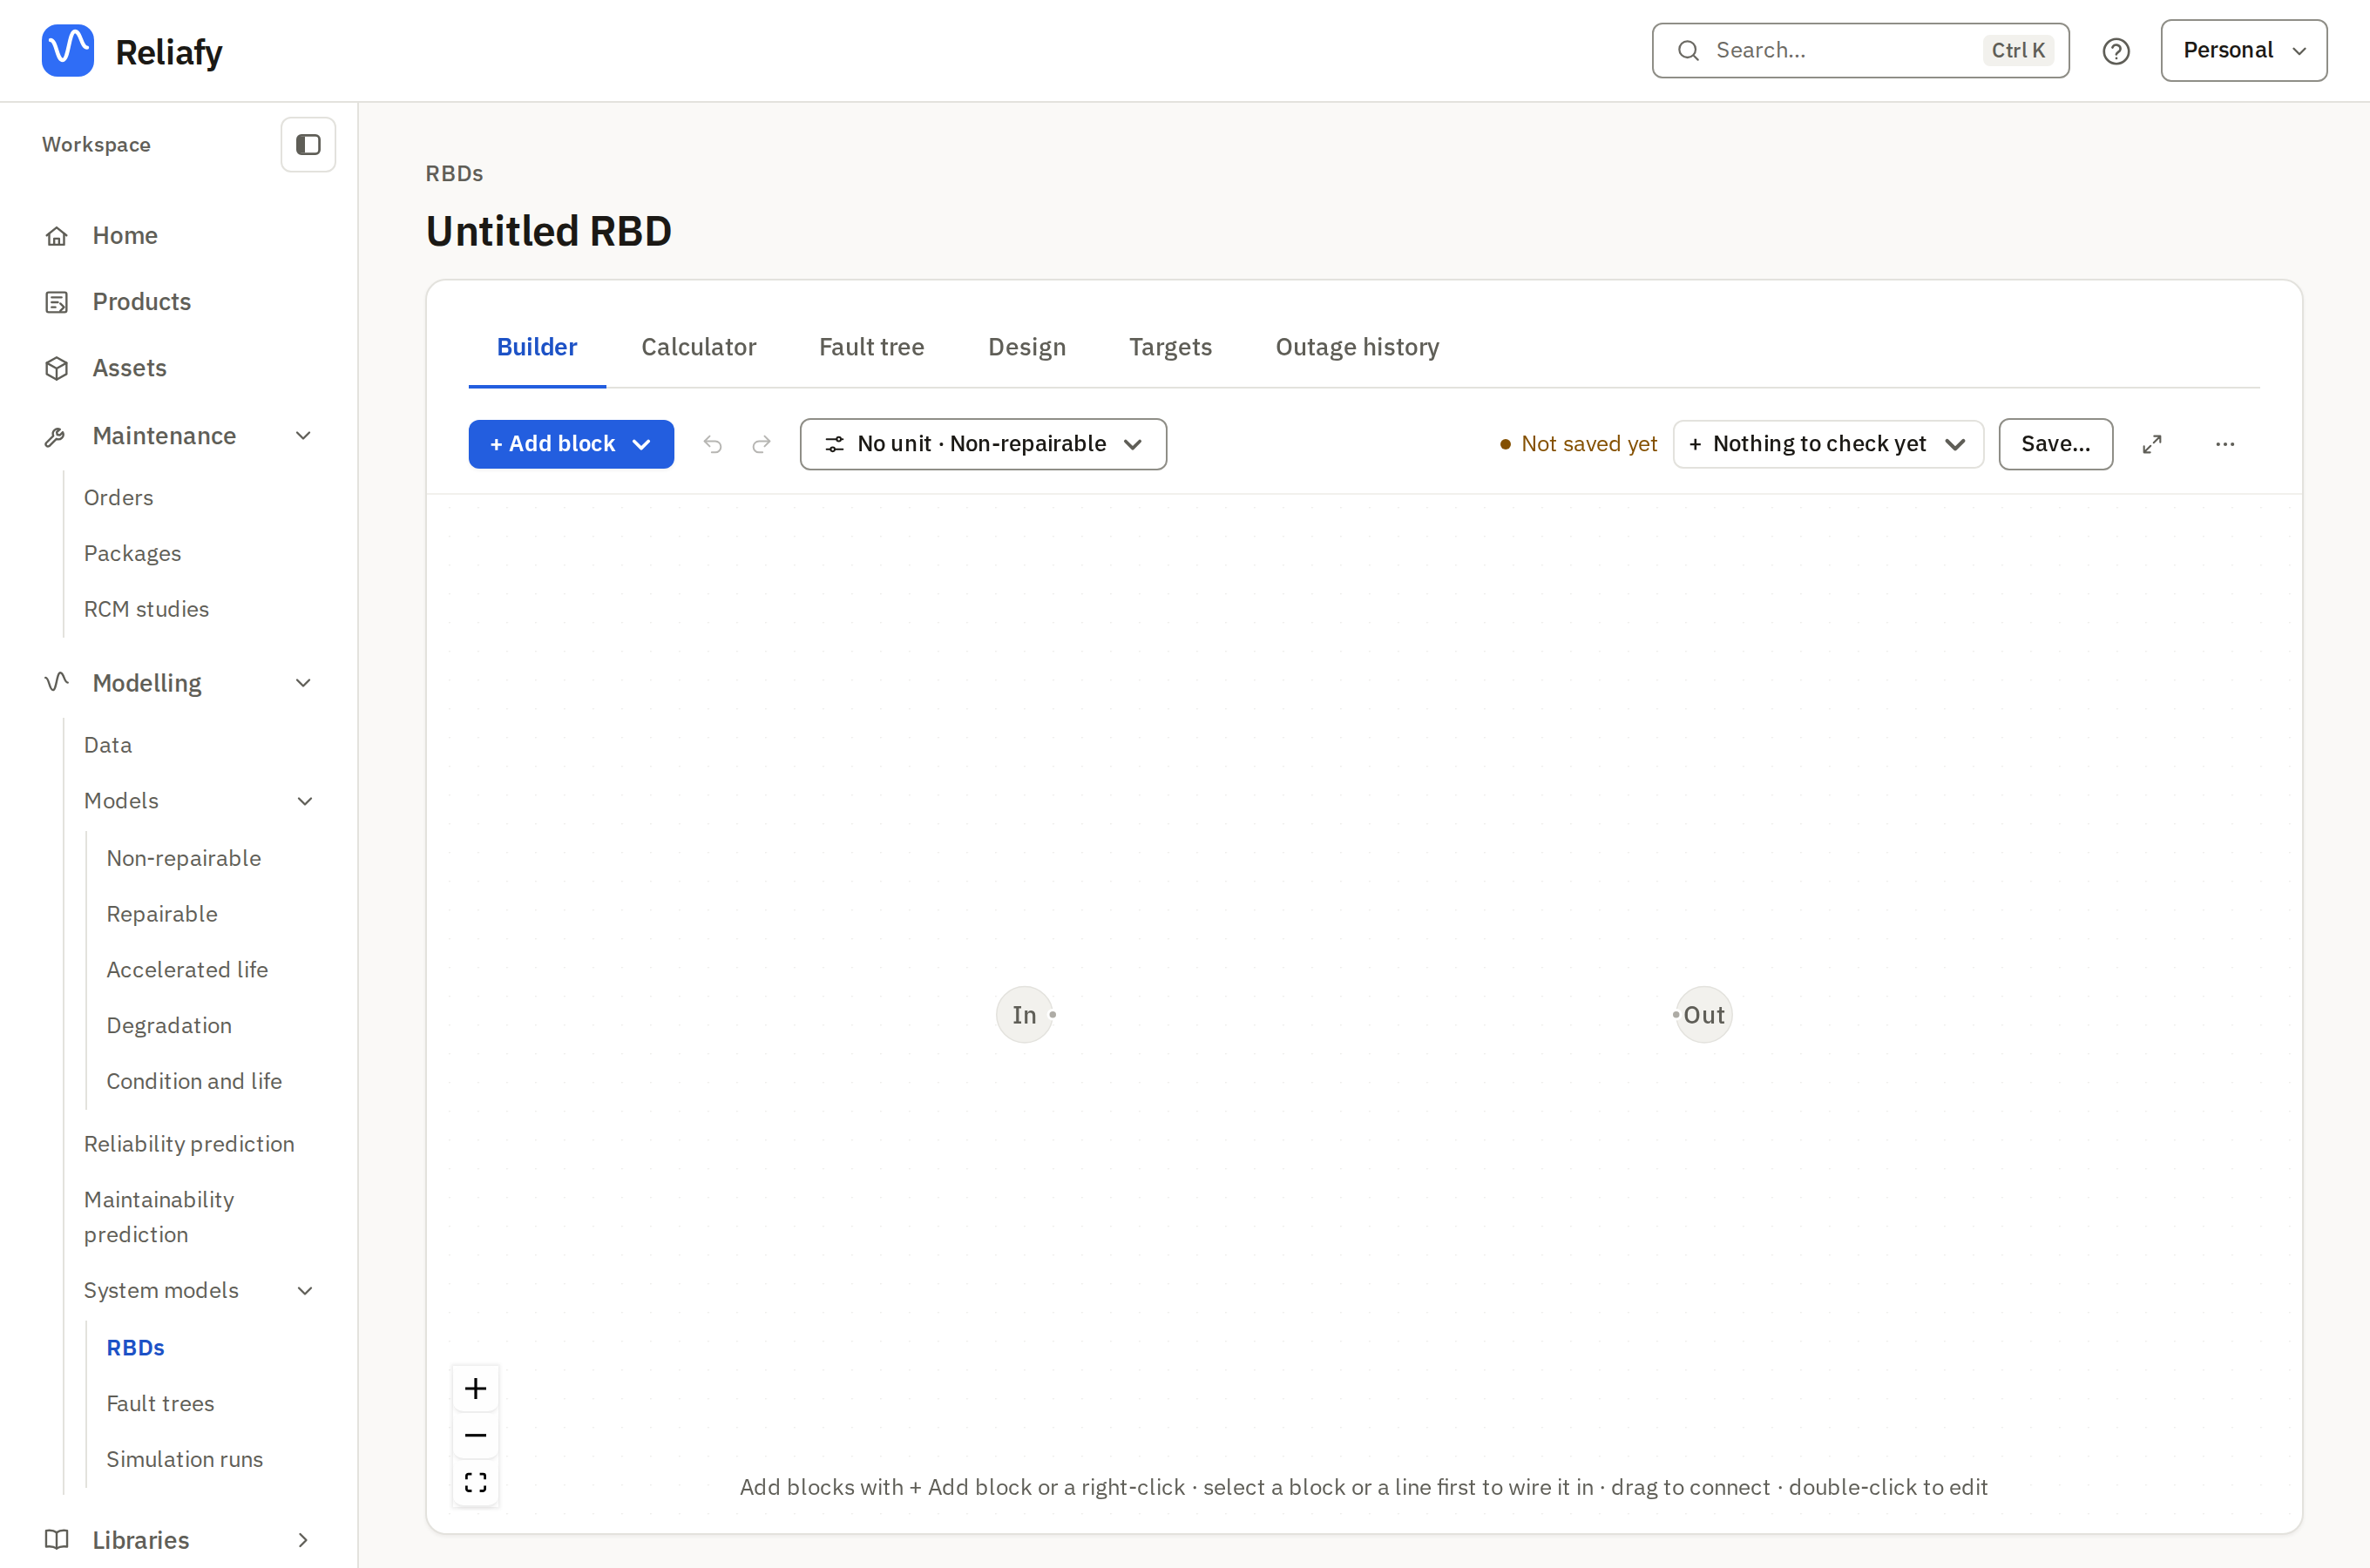 Reliafy
Search...
Ctrl K
Personal
Workspace
Home
Products
Assets
Maintenance
Orders
Packages
RCM studies
Modelling
Data
Models
Non-repairable
Repairable
Accelerated life
Degradation
Condition and life
Reliability prediction
Maintainability
prediction
System models
RBDs
Fault trees
Simulation runs
Libraries
RBDs
Untitled RBD
Builder
Calculator
Fault tree
Design
Targets
Outage history
+ Add block
No unit · Non-repairable
Not saved yet
+ Nothing to check yet
Save...
In
Out
Add blocks with + Add block or a right-click · select a block or a line first to wire it in · drag to connect · double-click to edit